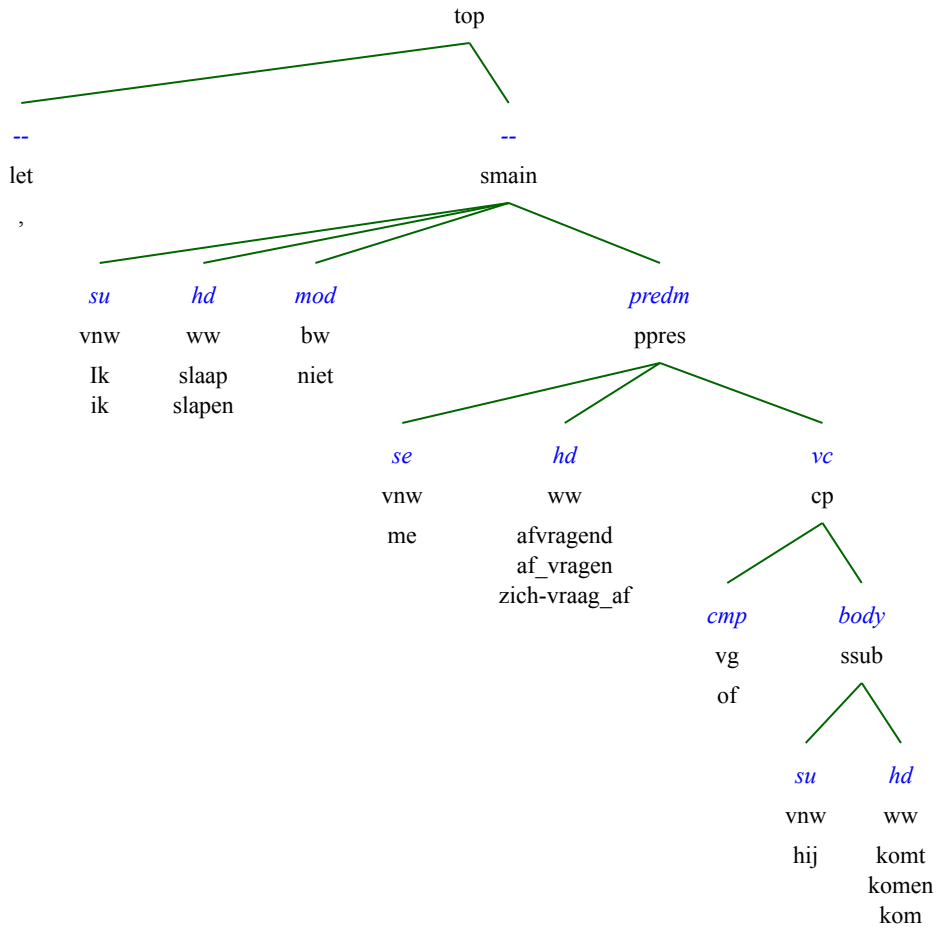 top
-- --
let smain
,
su hd mod predm
vnw ww bw ppres
Ik slaap niet
ik slapen
se hd vc
vnw ww cp
me afvragend
af_vragen
zich-vraag_af
cmp body
vg ssub
of
su hd
vnw ww
hij komt
komen
kom